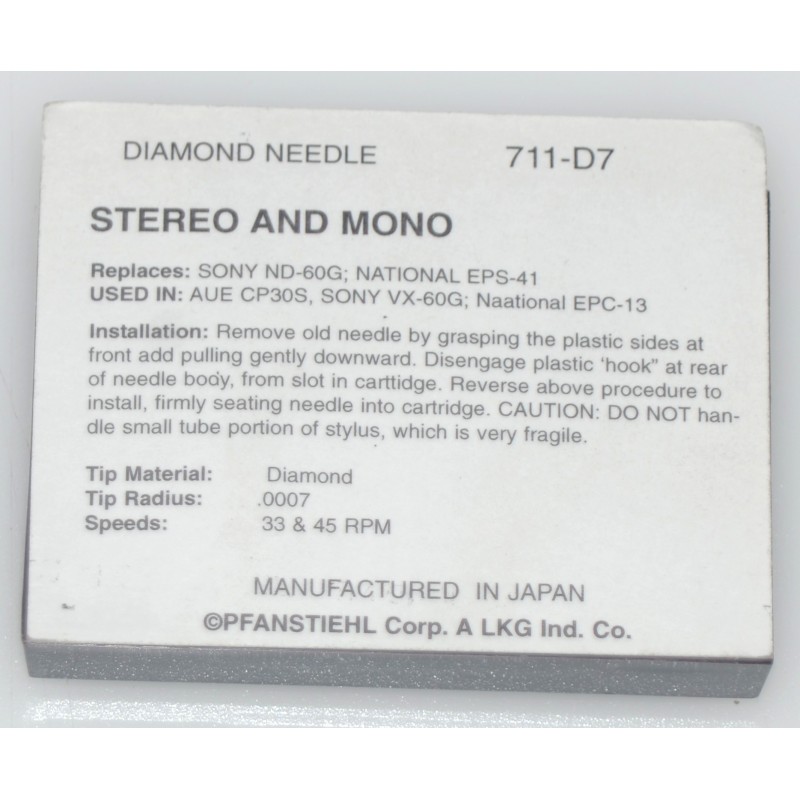 DIAMOND NEEDLE 711-D7
STEREO AND MONO
Replaces: SONY ND-60G; NATIONAL EPS-41
USED IN: AUE CP30S, SONY VX-60G; Naational EPC-13
Installation: Remove old needle by grasping the plastic sides at
front add pulling gently downward. Disengage plastic 'hook" at rear
of needle body, from slot in carttidge. Reverse above procedure to
install, firmly seating needle into cartridge. CAUTION: DO NOT han-
dle small tube portion of stylus, which is very fragile.
Tip Material: Diamond
Tip Radius: .0007
Speeds: 33 & 45 RPM
MANUFACTURED IN JAPAN
©PFANSTIEHL Corp. A LKG Ind. Co.